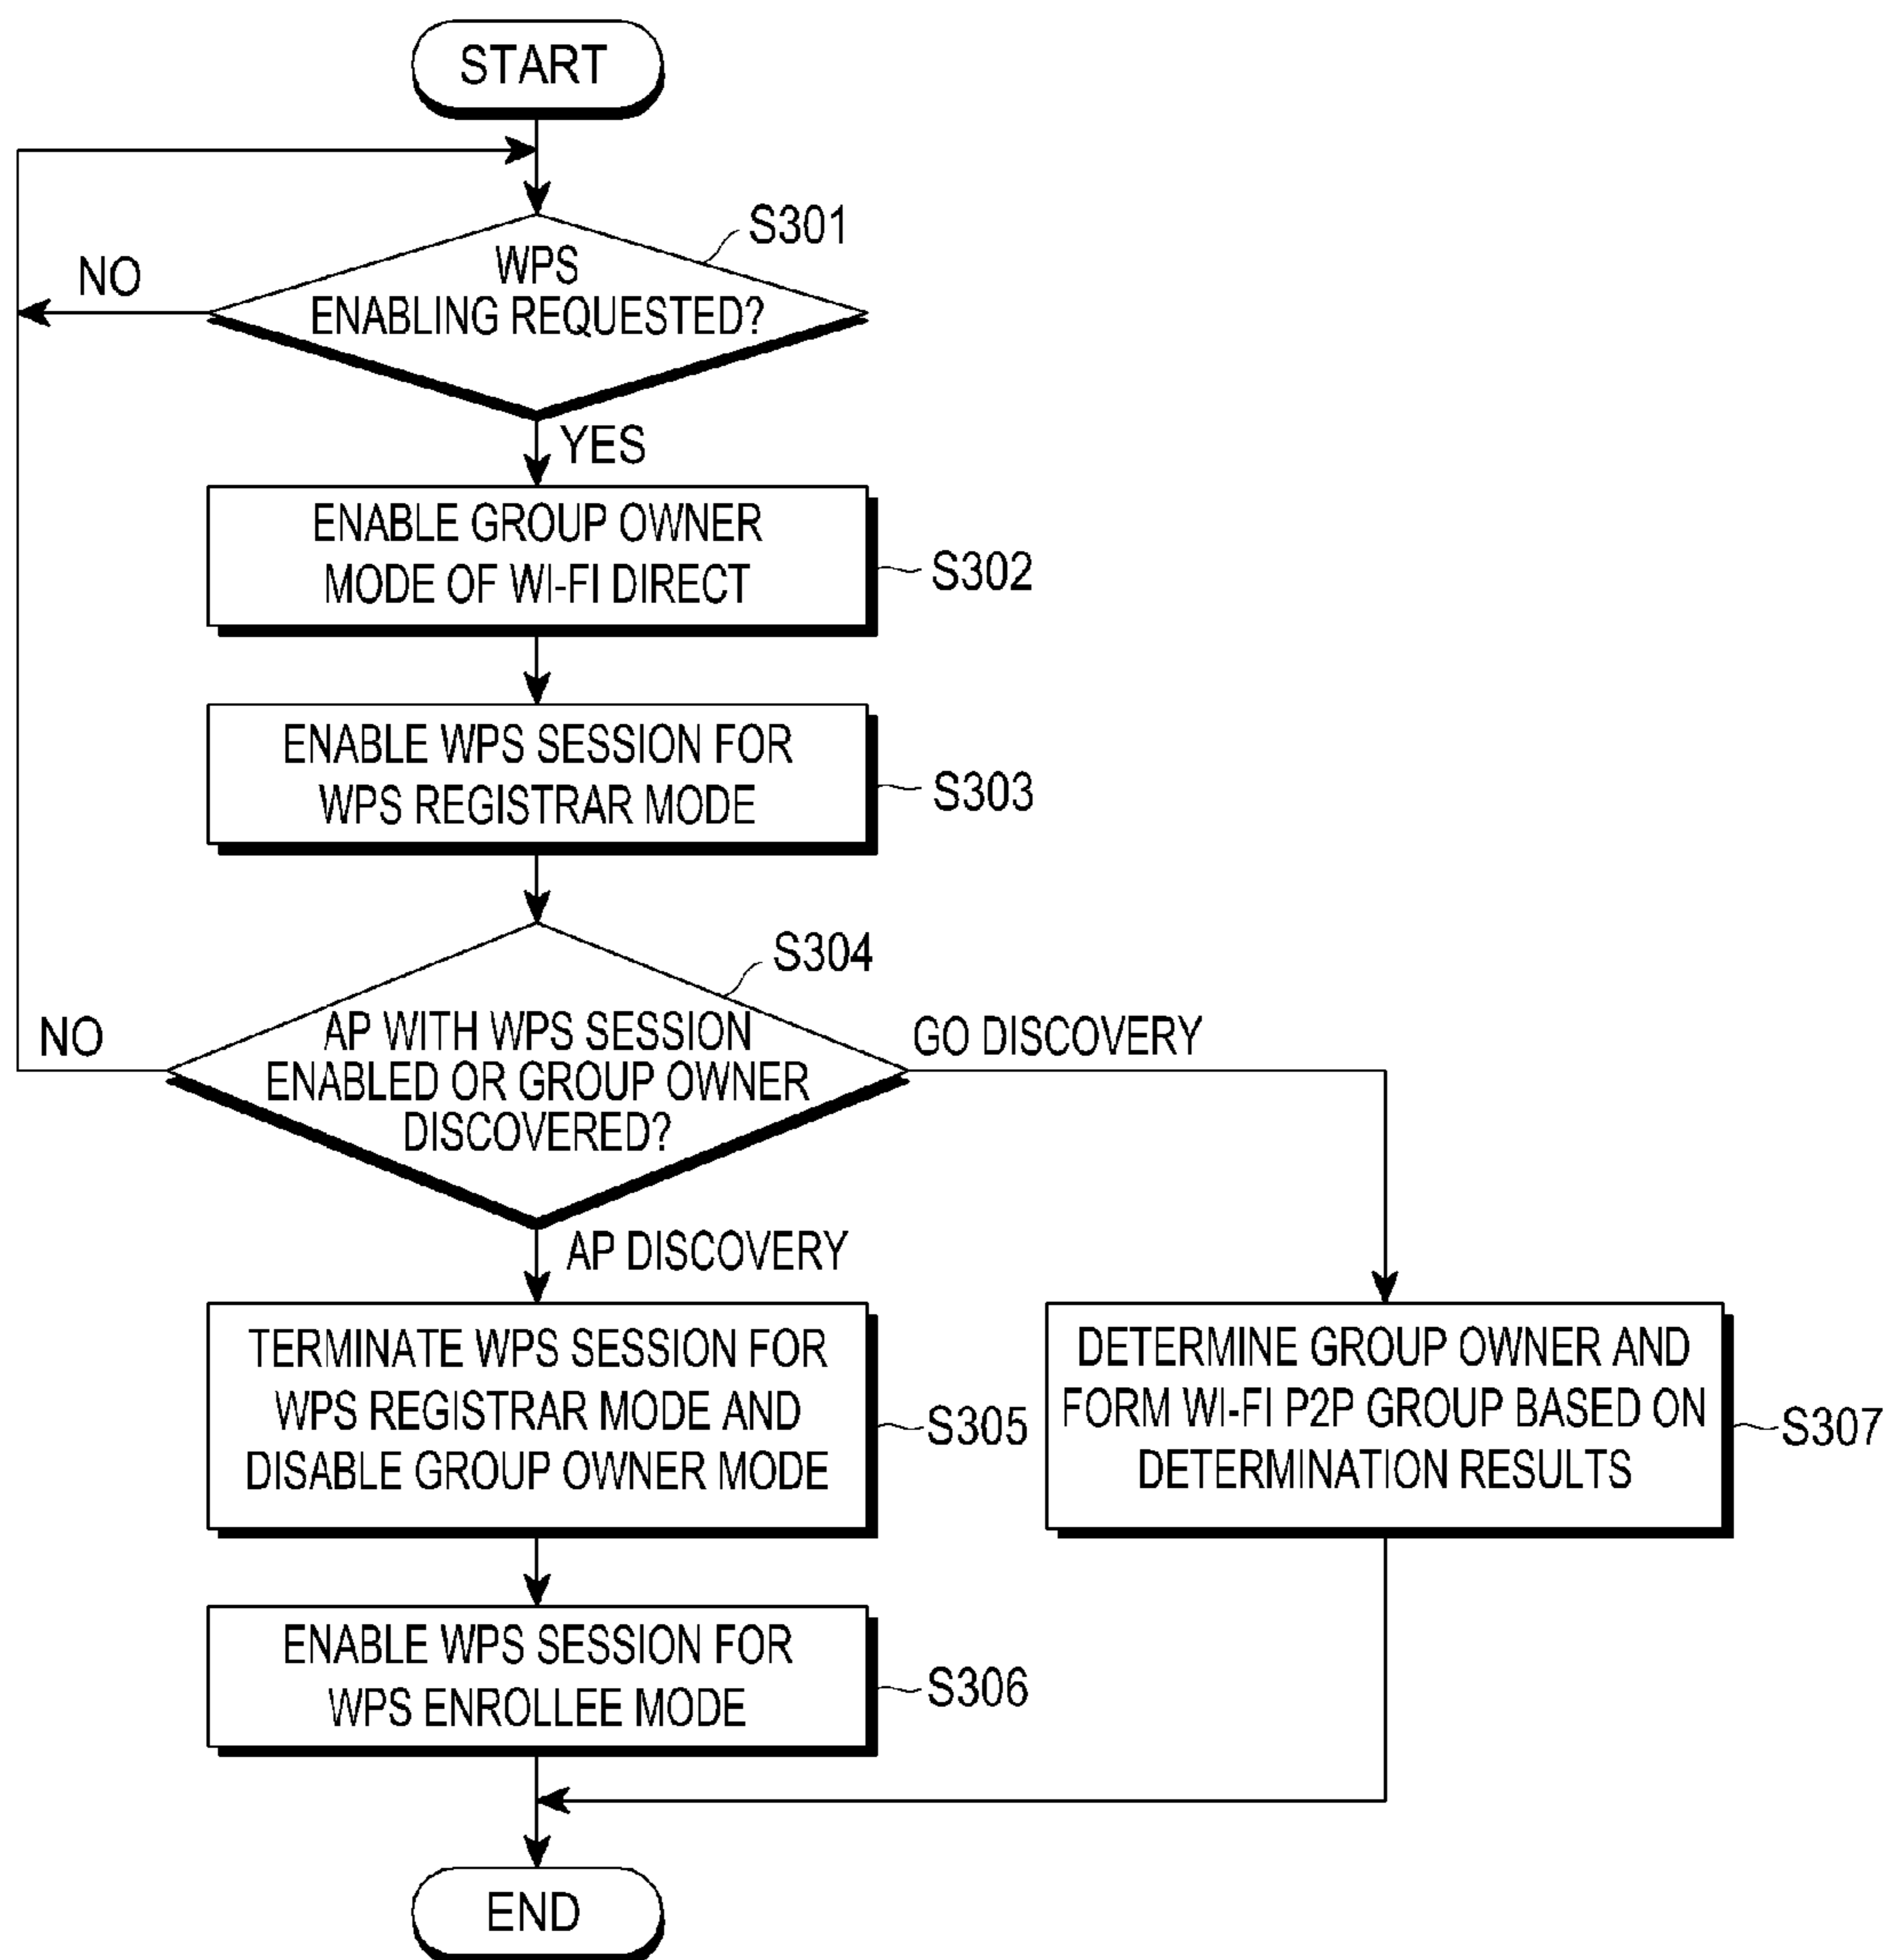 START
S301
WPS
ENABLING REQUESTED?
NO
YES
ENABLE GROUP OWNER
MODE OF WI-FI DIRECT
S302
ENABLE WPS SESSION FOR
WPS REGISTRAR MODE
S303
S304
AP WITH WPS SESSION
ENABLED OR GROUP OWNER
DISCOVERED?
NO
GO DISCOVERY
AP DISCOVERY
TERMINATE WPS SESSION FOR
WPS REGISTRAR MODE AND
DISABLE GROUP OWNER MODE
S305
DETERMINE GROUP OWNER AND
FORM WI-FI P2P GROUP BASED ON
DETERMINATION RESULTS
S307
ENABLE WPS SESSION FOR
WPS ENROLLEE MODE
S306
END